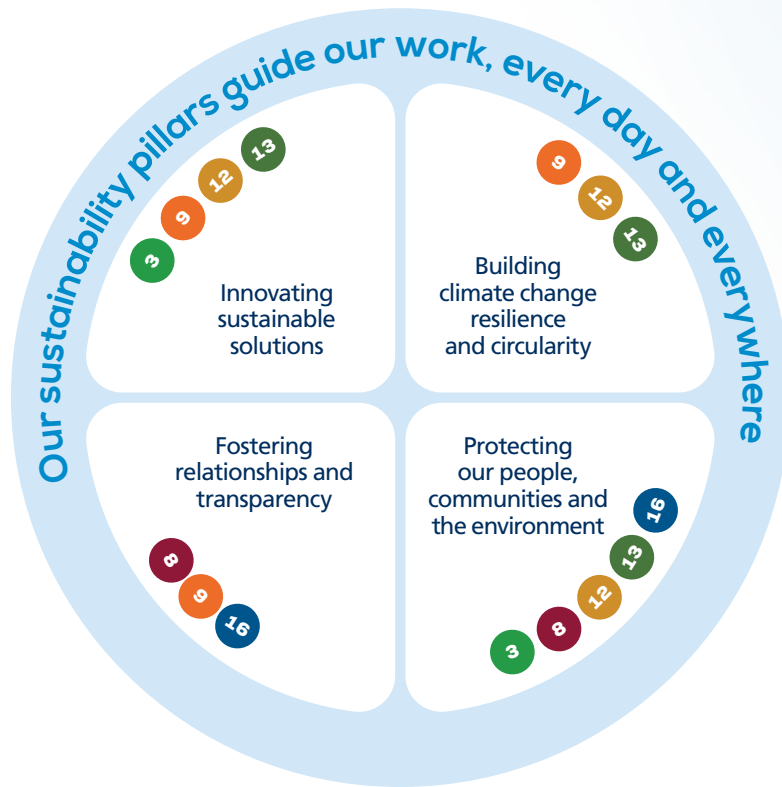 Our sustainability pillars guide our work, every day and everywhere
3
9
12
13
Innovating
sustainable
solutions
9
12
13
Building
climate change
resilience
and circularity
Fostering
relationships and
transparency
8
9
16
Protecting
our people,
communities and
the environment
3
8
12
13
16